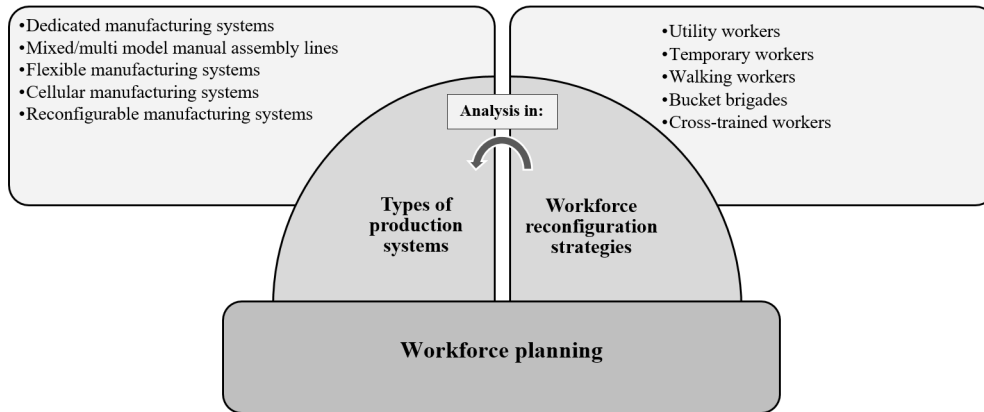 •Dedicated manufacturing systems
•Mixed/multi model manual assembly lines
•Flexible manufacturing systems
•Cellular manufacturing systems
•Reconfigurable manufacturing systems
•Utility workers
•Temporary workers
•Walking workers
•Bucket brigades
•Cross-trained workers
Analysis in:
Types of
production
systems
Workforce
reconfiguration
strategies
Workforce planning